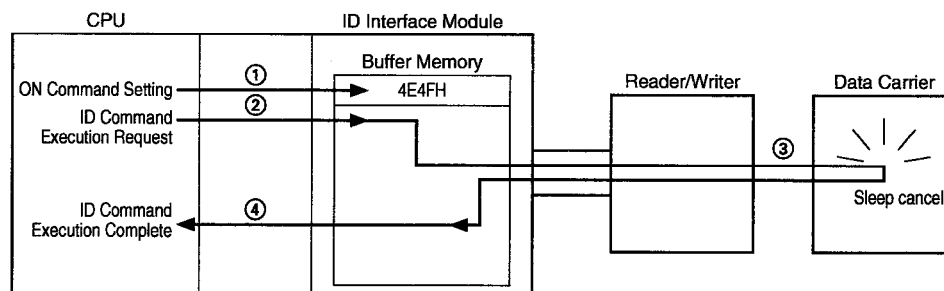 CPU
ID Interface Module
Buffer Memory
Reader/Writer
Data Carrier
ON Command Setting
①
4E4FH
ID Command
Execution Request
②
③
Sleep cancel
ID Command
Execution Complete
④